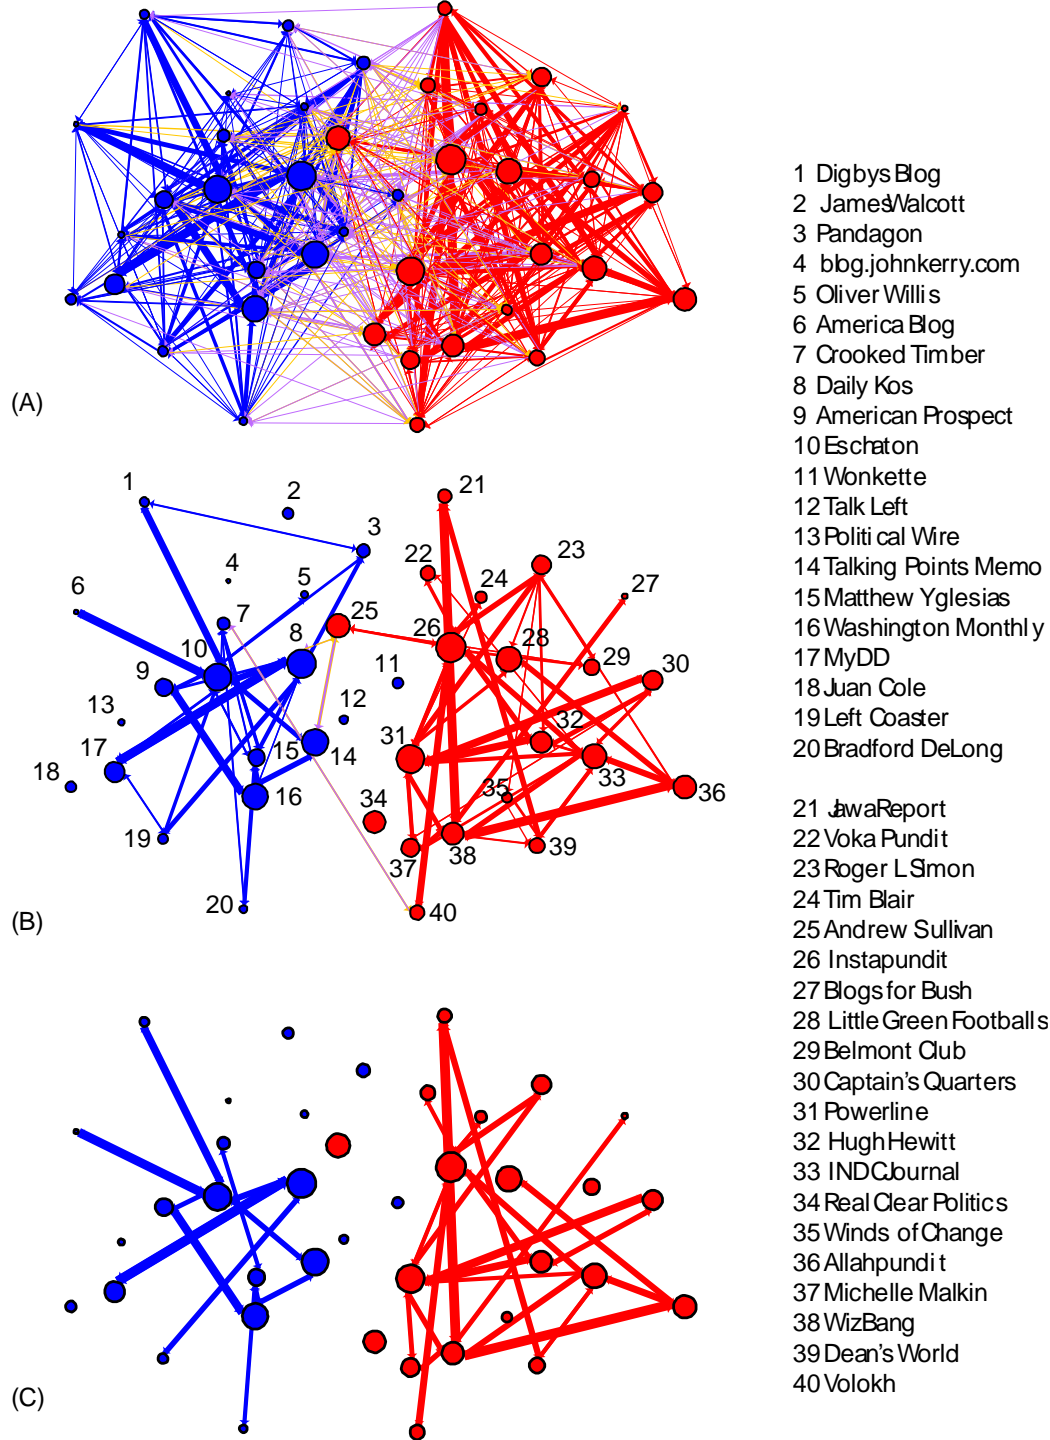 (A)
1
2
3
4
5
6
7
8
9
10
11
12
13
14
15
16
17
18
19
20
21
22
23
24
25
26
27
28
29
30
31
32
33
34
35
36
37
38
39
40
(B)
(C)
1 Digbys Blog
2 James Walcott
3 Pandagon
4 blog.johnkerry.com
5 Oliver Willis
6 America Blog
7 Crooked Timber
8 Daily Kos
9 American Prospect
10 Eschaton
11 Wonkette
12 Talk Left
13 Political Wire
14 Talking Points Memo
15 Matthew Yglesias
16 Washington Monthly
17 MyDD
18 Juan Cole
19 Left Coaster
20 Bradford DeLong
21 JawaReport
22 Voka Pundit
23 Roger L Simon
24 Tim Blair
25 Andrew Sullivan
26 Instapundit
27 Blogs for Bush
28 Little Green Footballs
29 Belmont Club
30 Captain's Quarters
31 Powerline
32 Hugh Hewitt
33 INDC Journal
34 Real Clear Politics
35 Winds of Change
36 Allahpundit
37 Michelle Malkin
38 WizBang
39 Dean's World
40 Volokh